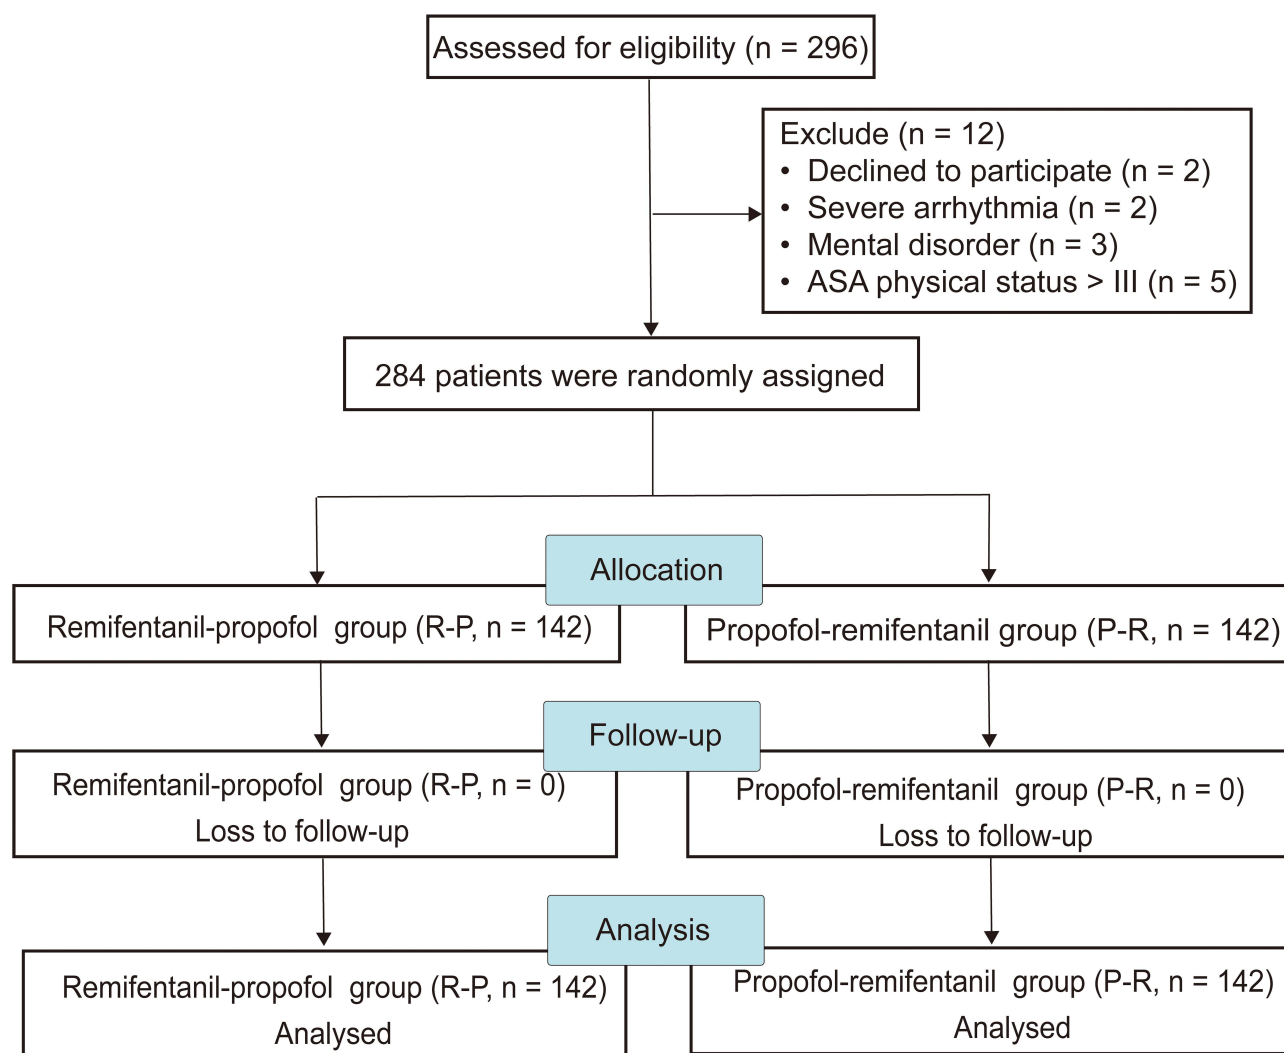 Assessed for eligibility (n = 296)
Exclude (n = 12)
• Declined to participate (n = 2)
• Severe arrhythmia (n = 2)
• Mental disorder (n = 3)
• ASA physical status > III (n = 5)
284 patients were randomly assigned
Allocation
Remifentanil-propofol group (R-P, n = 142)
Propofol-remifentanil group (P-R, n = 142)
Follow-up
Remifentanil-propofol group (R-P, n = 0)
Loss to follow-up
Propofol-remifentanil group (P-R, n = 0)
Loss to follow-up
Analysis
Remifentanil-propofol group (R-P, n = 142)
Analysed
Propofol-remifentanil group (P-R, n = 142)
Analysed